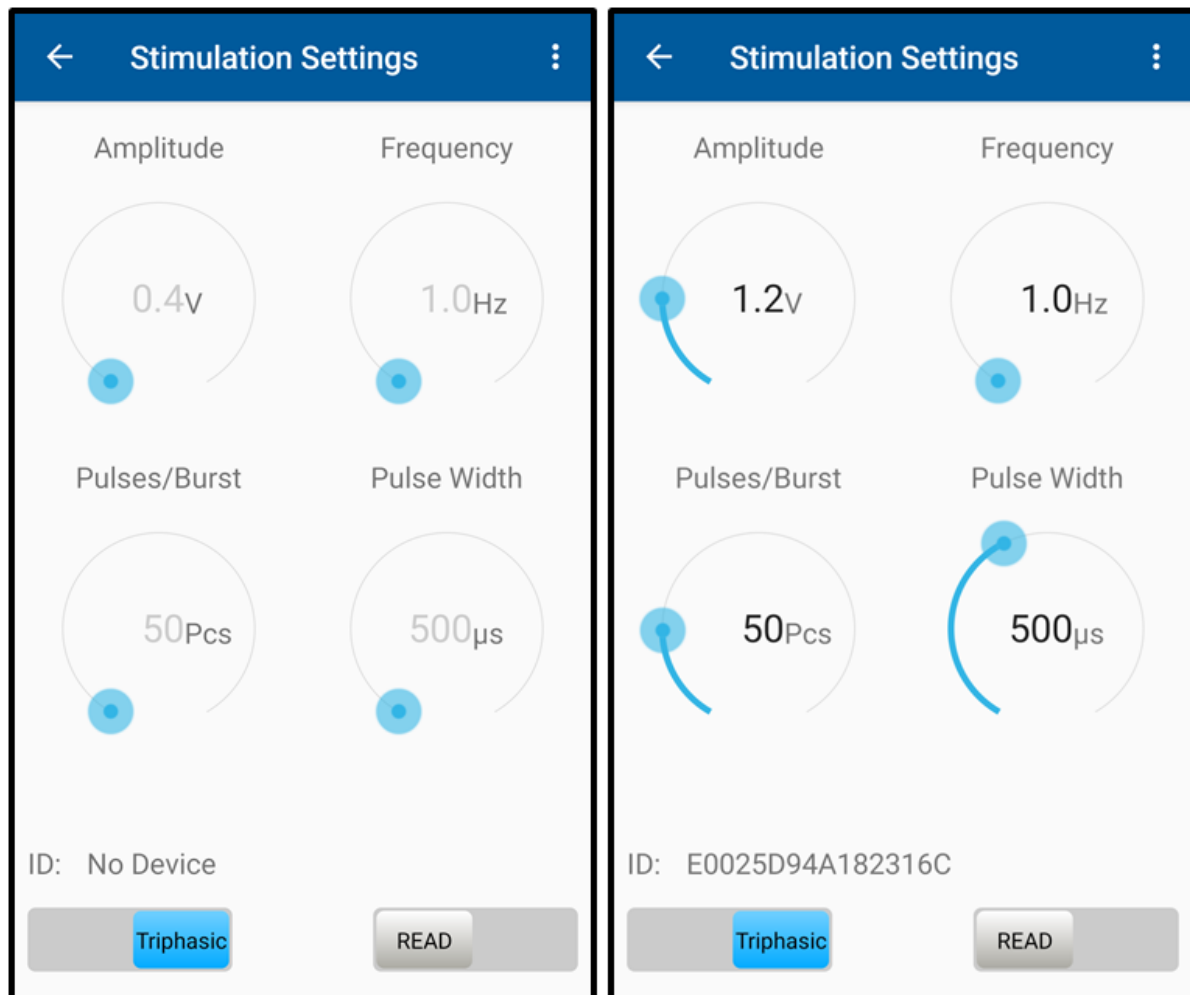 Stimulation Settings
Amplitude
Frequency
0.4V
1.0Hz
Pulses/Burst
Pulse Width
50Pcs
500µs
ID: No Device
Triphasic
READ
Stimulation Settings
Amplitude
Frequency
1.2V
1.0Hz
Pulses/Burst
Pulse Width
50Pcs
500µs
ID: E0025D94A182316C
Triphasic
READ